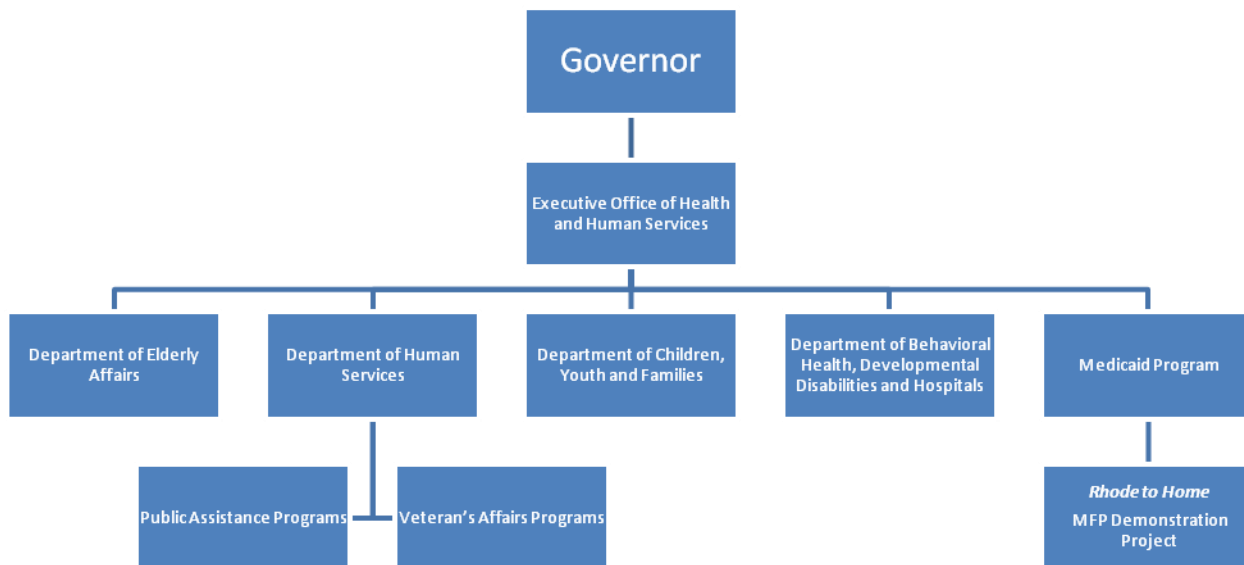 Governor
Executive Office of Health
and Human Services
Department of Elderly
Affairs
Department of Human
Services
Department of Children,
Youth and Families
Department of Behavioral
Health, Developmental
Disabilities and Hospitals
Medicaid Program
Public Assistance Programs
Veteran’s Affairs Programs
Rhode to Home
MFP Demonstration
Project